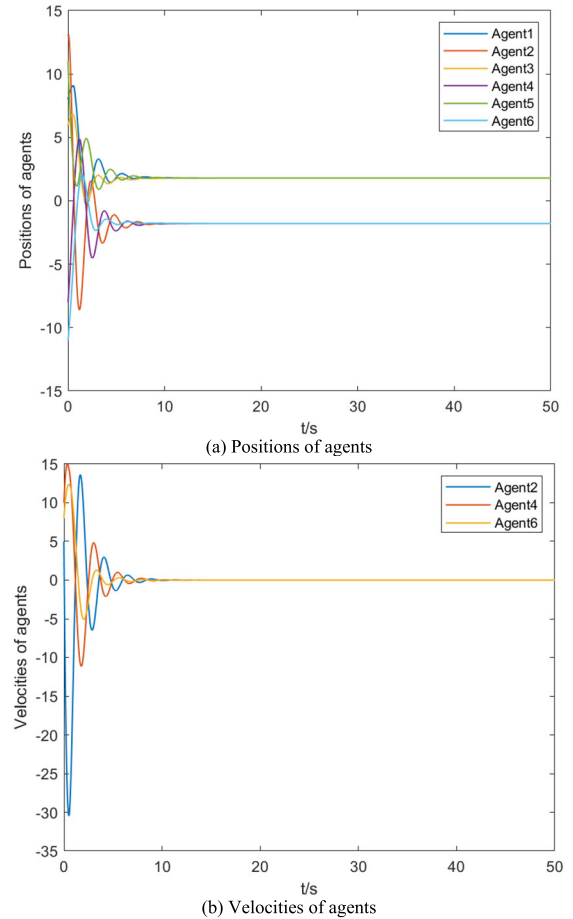 15
10
5
0
-5
-10
-15
Positions of agents
Agent1
Agent2
Agent3
Agent4
Agent5
Agent6
0 10 20 30 40 50
t/s
(a) Positions of agents
15
10
5
0
-5
-10
-15
-20
-25
-30
-35
Velocities of agents
Agent2
Agent4
Agent6
0 10 20 30 40 50
t/s
(b) Velocities of agents